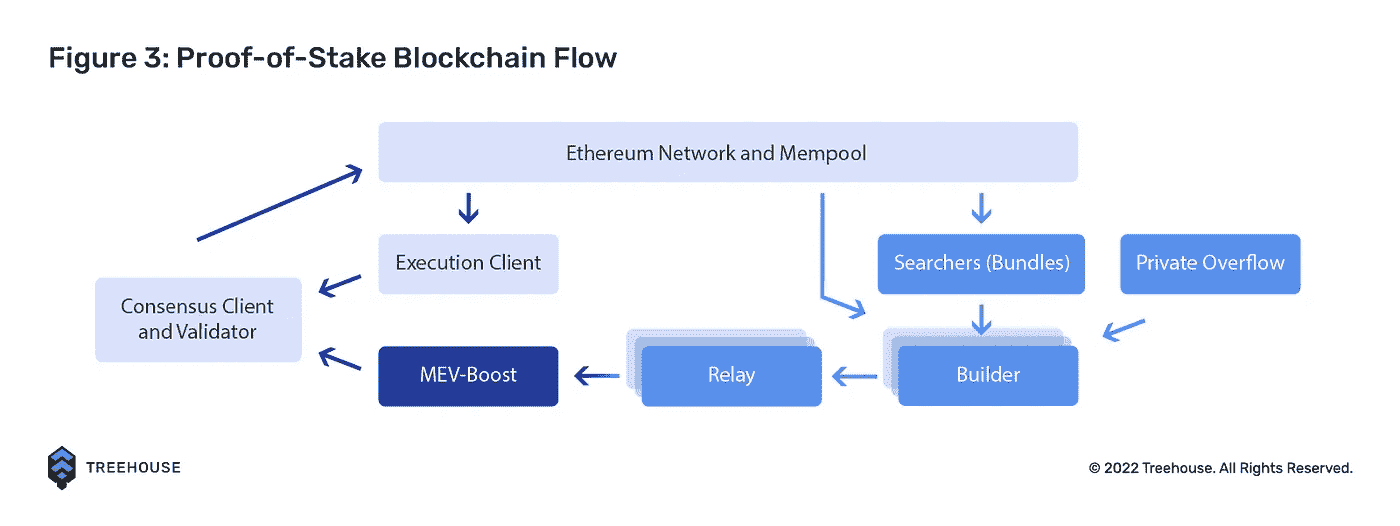 Figure 3: Proof-of-Stake Blockchain Flow
Ethereum Network and Mempool
Execution Client
Searchers (Bundles)
Private Overflow
Consensus Client
and Validator
MEV-Boost
Relay
Builder
TREEHOUSE
© 2022 Treehouse. All Rights Reserved.